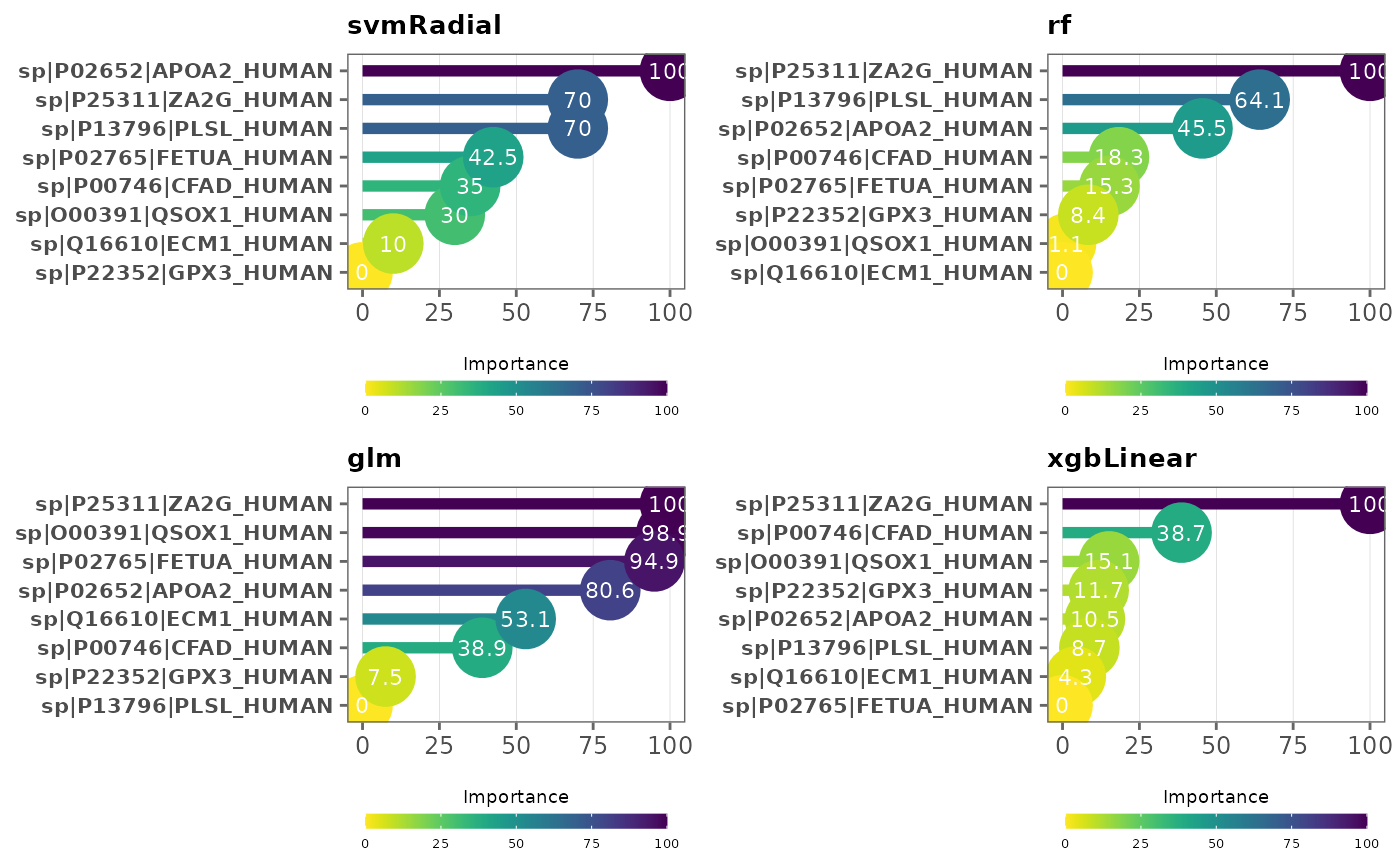 svmRadial
sp|P02652|APOA2_HUMAN 100
sp|P25311|ZA2G_HUMAN 70
sp|P13796|PLSL_HUMAN 70
sp|P02765|FETUA_HUMAN 42.5
sp|P00746|CFAD_HUMAN 35
sp|O00391|QSOX1_HUMAN 30
sp|Q16610|ECM1_HUMAN 10
sp|P22352|GPX3_HUMAN 0
0 25 50 75 100
Importance
0 25 50 75 100
rf
sp|P25311|ZA2G_HUMAN 100
sp|P13796|PLSL_HUMAN 64.1
sp|P02652|APOA2_HUMAN 45.5
sp|P00746|CFAD_HUMAN 18.3
sp|P02765|FETUA_HUMAN 15.3
sp|P22352|GPX3_HUMAN 8.4
sp|O00391|QSOX1_HUMAN 1.1
sp|Q16610|ECM1_HUMAN 0
0 25 50 75 100
Importance
0 25 50 75 100
glm
sp|P25311|ZA2G_HUMAN 100
sp|O00391|QSOX1_HUMAN 98.9
sp|P02765|FETUA_HUMAN 94.9
sp|P02652|APOA2_HUMAN 80.6
sp|Q16610|ECM1_HUMAN 53.1
sp|P00746|CFAD_HUMAN 38.9
sp|P22352|GPX3_HUMAN 7.5
sp|P13796|PLSL_HUMAN 0
0 25 50 75 100
Importance
0 25 50 75 100
xgbLinear
sp|P25311|ZA2G_HUMAN 100
sp|P00746|CFAD_HUMAN 38.7
sp|O00391|QSOX1_HUMAN 15.1
sp|P22352|GPX3_HUMAN 11.7
sp|P02652|APOA2_HUMAN 10.5
sp|P13796|PLSL_HUMAN 8.7
sp|Q16610|ECM1_HUMAN 4.3
sp|P02765|FETUA_HUMAN 0
0 25 50 75 100
Importance
0 25 50 75 100